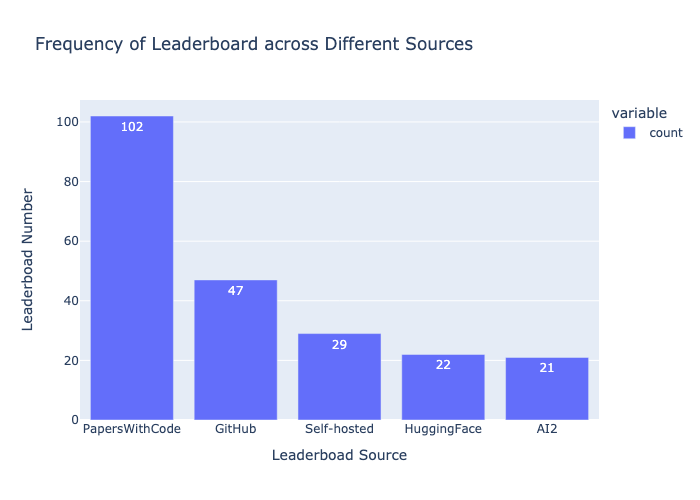 Frequency of Leaderboard across Different Sources
variable
count
Leaderboad Number
100
80
60
40
20
0
102
47
29
22
21
PapersWithCode
GitHub
Self-hosted
HuggingFace
AI2
Leaderboad Source